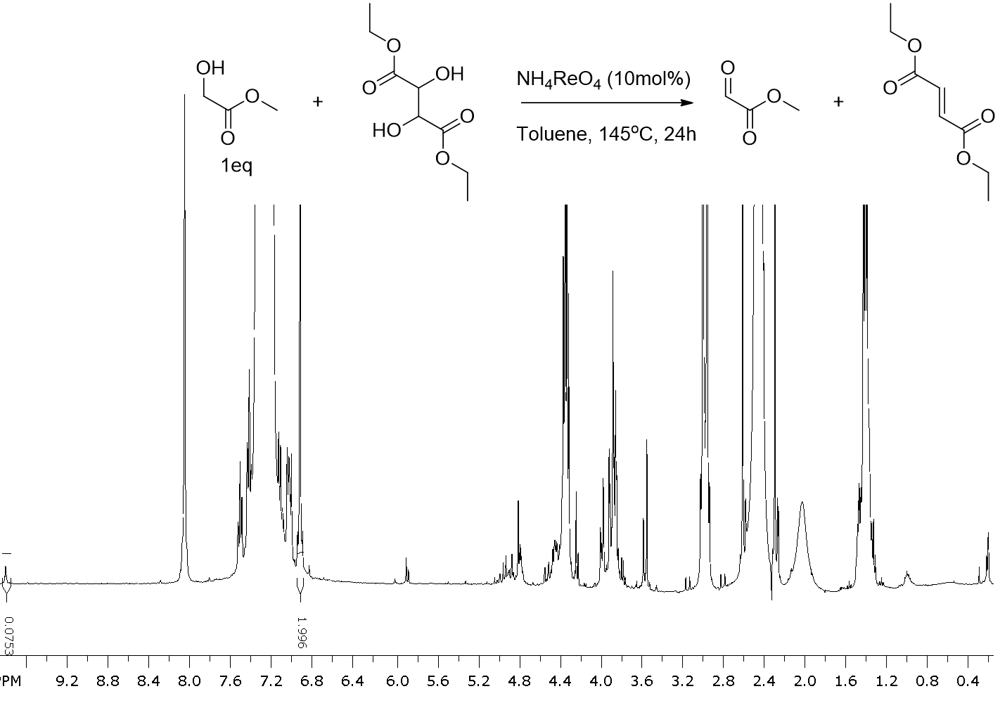 OH
O
O
1eq
+
O
O
OH
HO
O
O
NH₄ReO₄ (10mol%)
Toluene, 145°C, 24h
O
O
O
+
O
O
O
O
0.0753
1.996
PPM 9.2 8.8 8.4 8.0 7.6 7.2 6.8 6.4 6.0 5.6 5.2 4.8 4.4 4.0 3.6 3.2 2.8 2.4 2.0 1.6 1.2 0.8 0.4